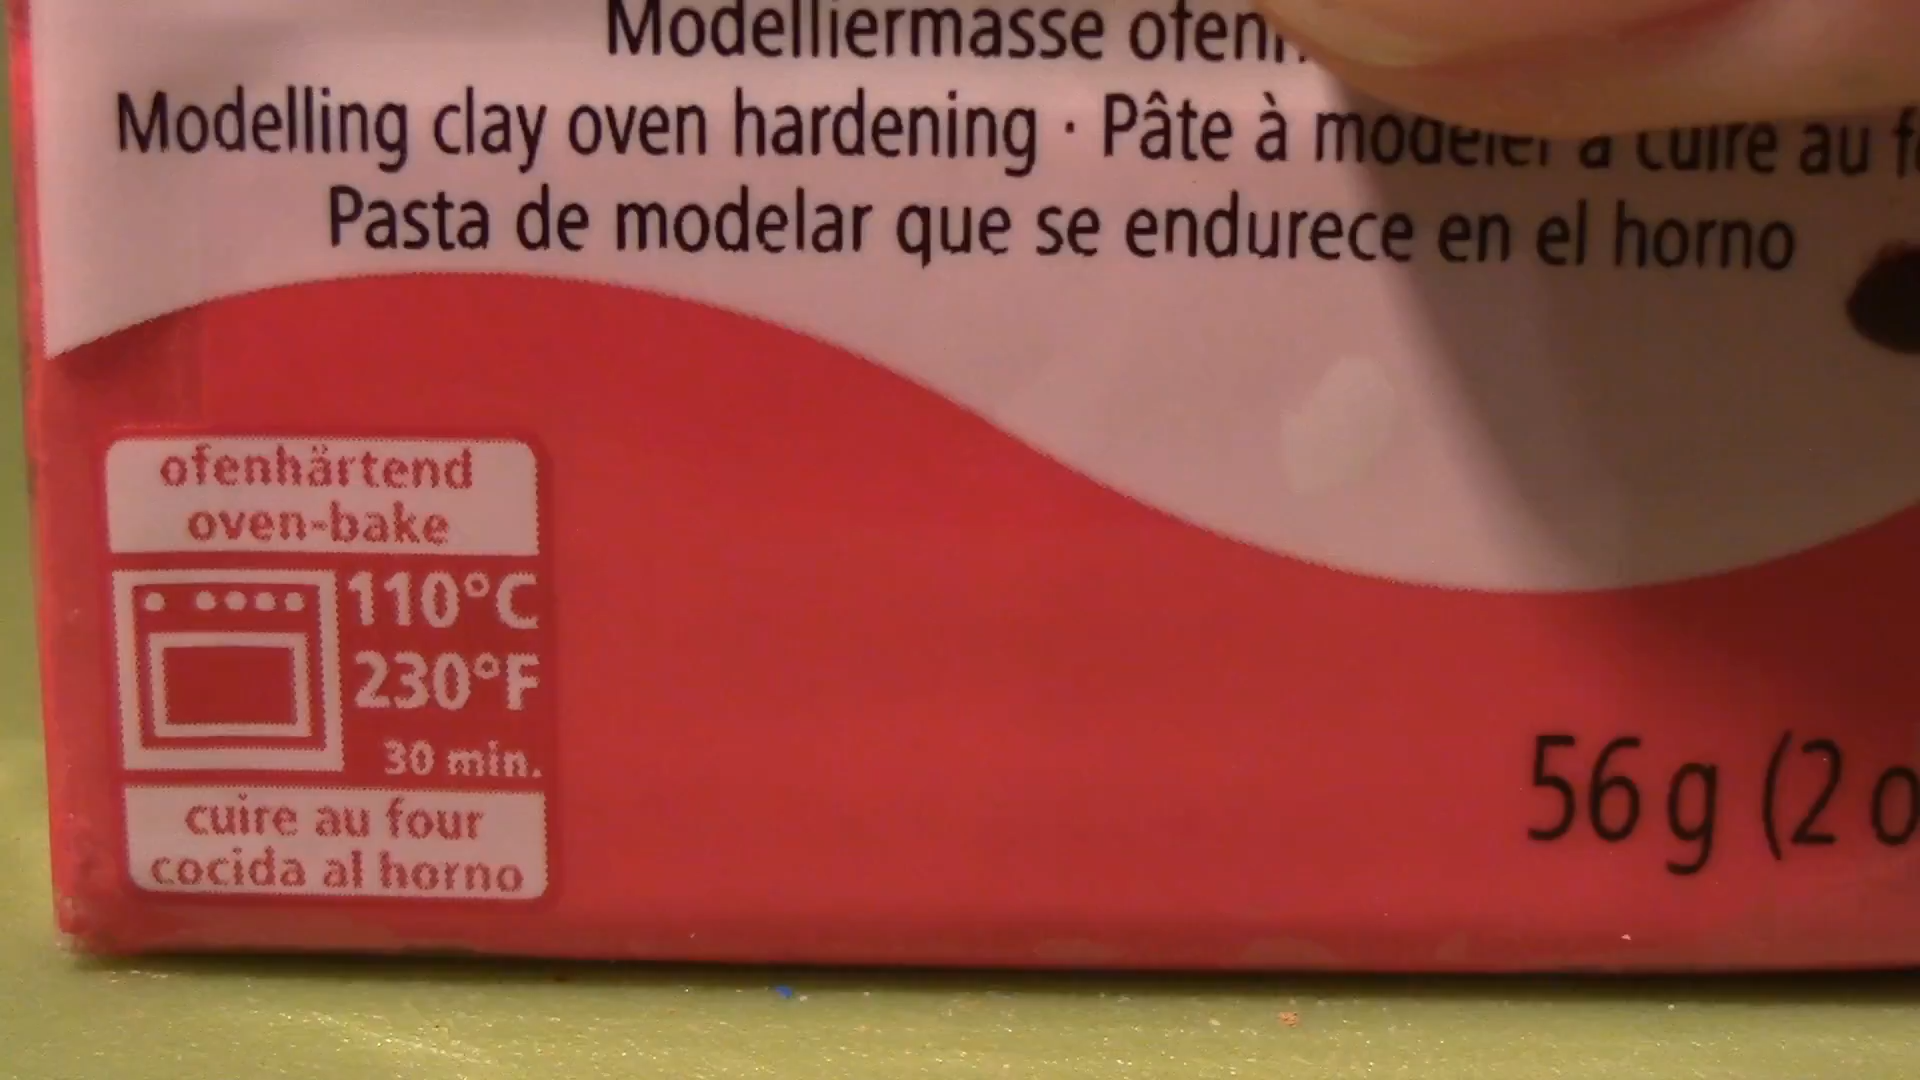 Modelliermasse
Modelling clay oven hardening · Pâte à modeler à cuire au
Pasta de modelar que se endurece en el horno
ofenhärtend
oven-bake
110°C
230°F
30 min.
cuire au four
cocida al horno
56 g (2